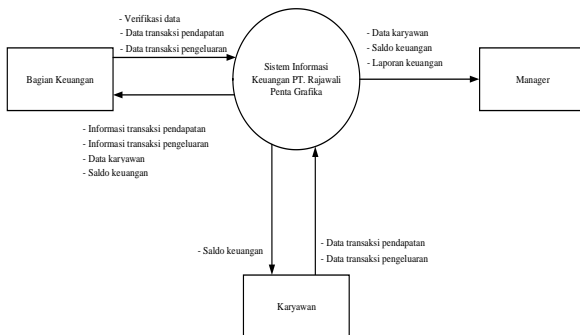 - Verifikasi data
- Data transaksi pendapatan
- Data transaksi pengeluaran
Bagian Keuangan
Sistem Informasi
Keuangan PT. Rajawali
Penta Grafika
- Data karyawan
- Saldo keuangan
- Laporan keuangan
Manager
- Informasi transaksi pendapatan
- Informasi transaksi pengeluaran
- Data karyawan
- Saldo keuangan
- Saldo keuangan
- Data transaksi pendapatan
- Data transaksi pengeluaran
Karyawan